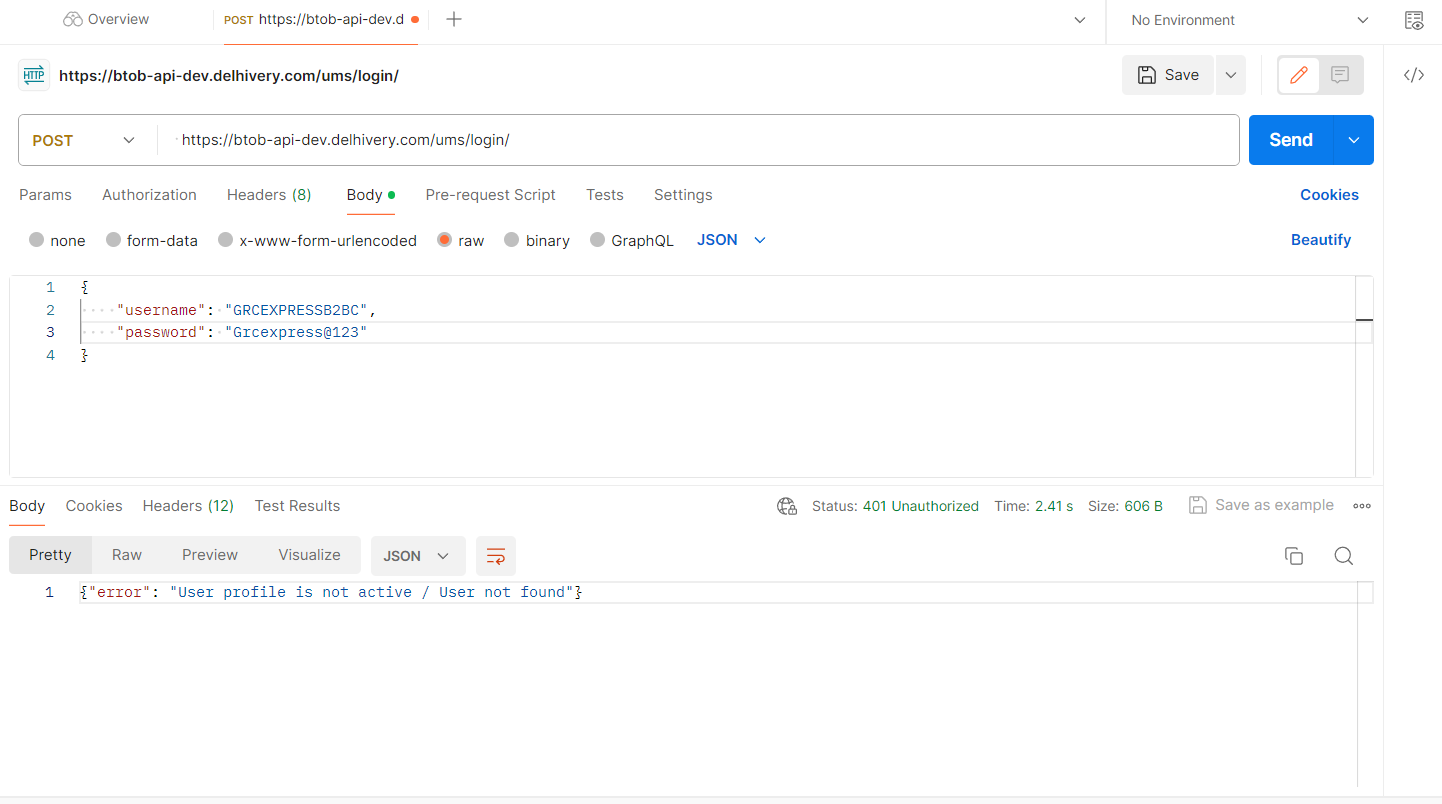 Overview
POST https://btob-api-dev.d
No Environment
HTTP https://btob-api-dev.delhivery.com/ums/login/
Save
POST https://btob-api-dev.delhivery.com/ums/login/
Send
Params Authorization Headers (8) Body Pre-request Script Tests Settings Cookies
none form-data x-www-form-urlencoded raw binary GraphQL JSON Beautify
1 {
2 "username": "GRCEXPRESSB2BC",
3 "password": "Grcexpress@123"
4 }
Body Cookies Headers (12) Test Results Status: 401 Unauthorized Time: 2.41 s Size: 606 B Save as example
Pretty Raw Preview Visualize JSON
1 {"error": "User profile is not active / User not found"}